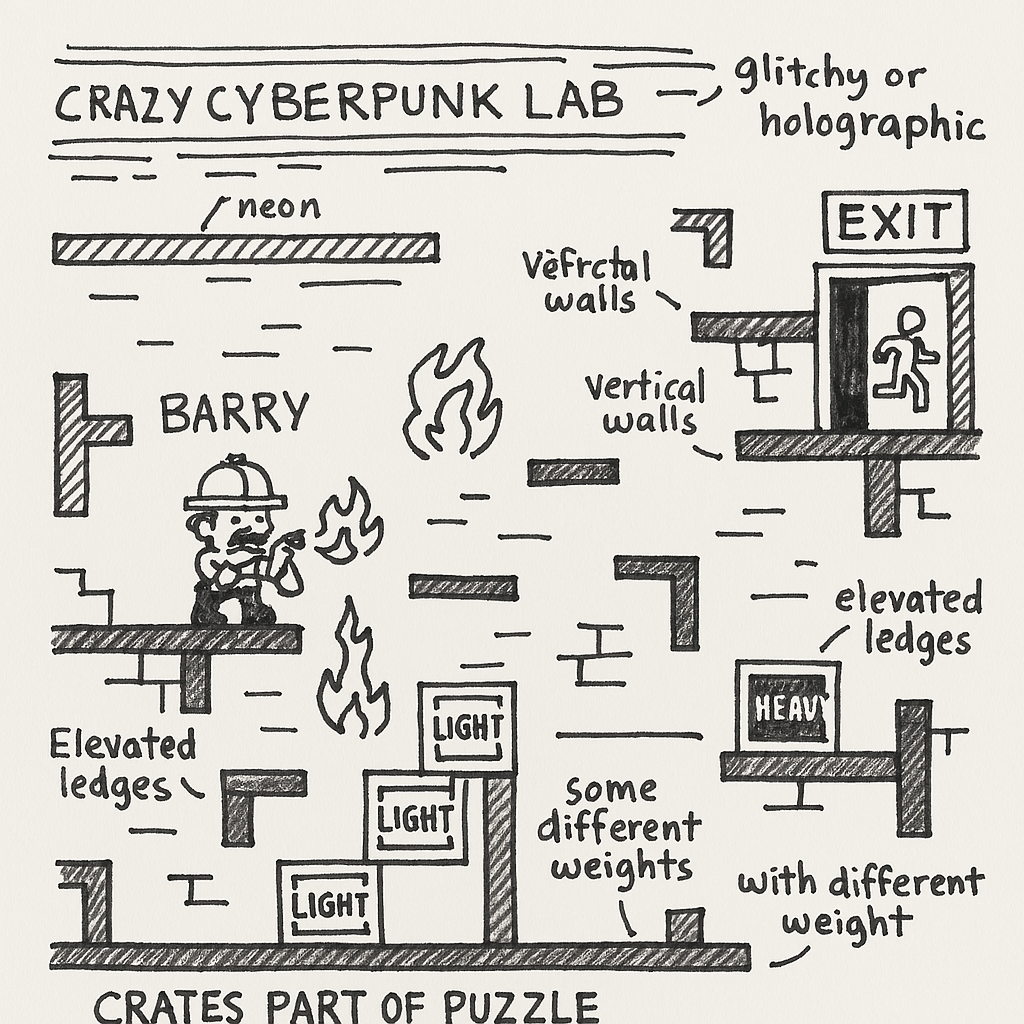 CRAZY CYBERPUNK LAB
glitchy or
holographic
neon
EXIT
Vèfrctal
walls
vertical
walls
BARRY
elevated
ledges
HEAVY
LIGHT
Elevated
ledges
LIGHT
some
different
weights
LIGHT
with different
weight
CRATES PART OF PUZZLE